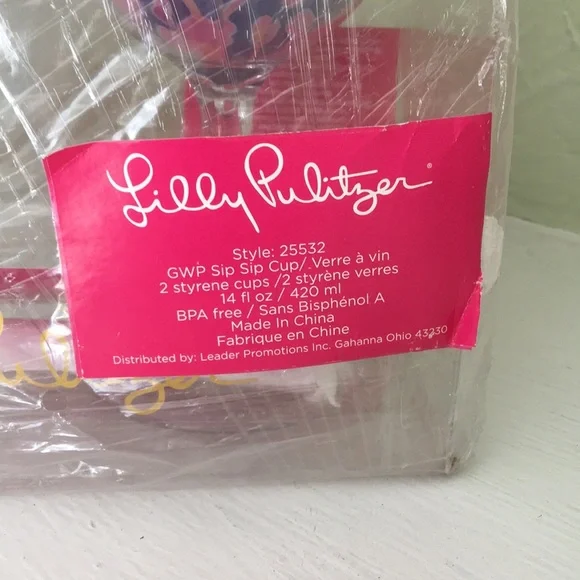 Lilly Pulitzer®
Style: 25532
GWP Sip Sip Cup/ Verre à vin
2 styrene cups /2 styrène verres
14 fl oz / 420 ml
BPA free / Sans Bisphénol A
Made In China
Fabrique en Chine
Distributed by: Leader Promotions Inc. Gahanna Ohio 43230
Pulitzer